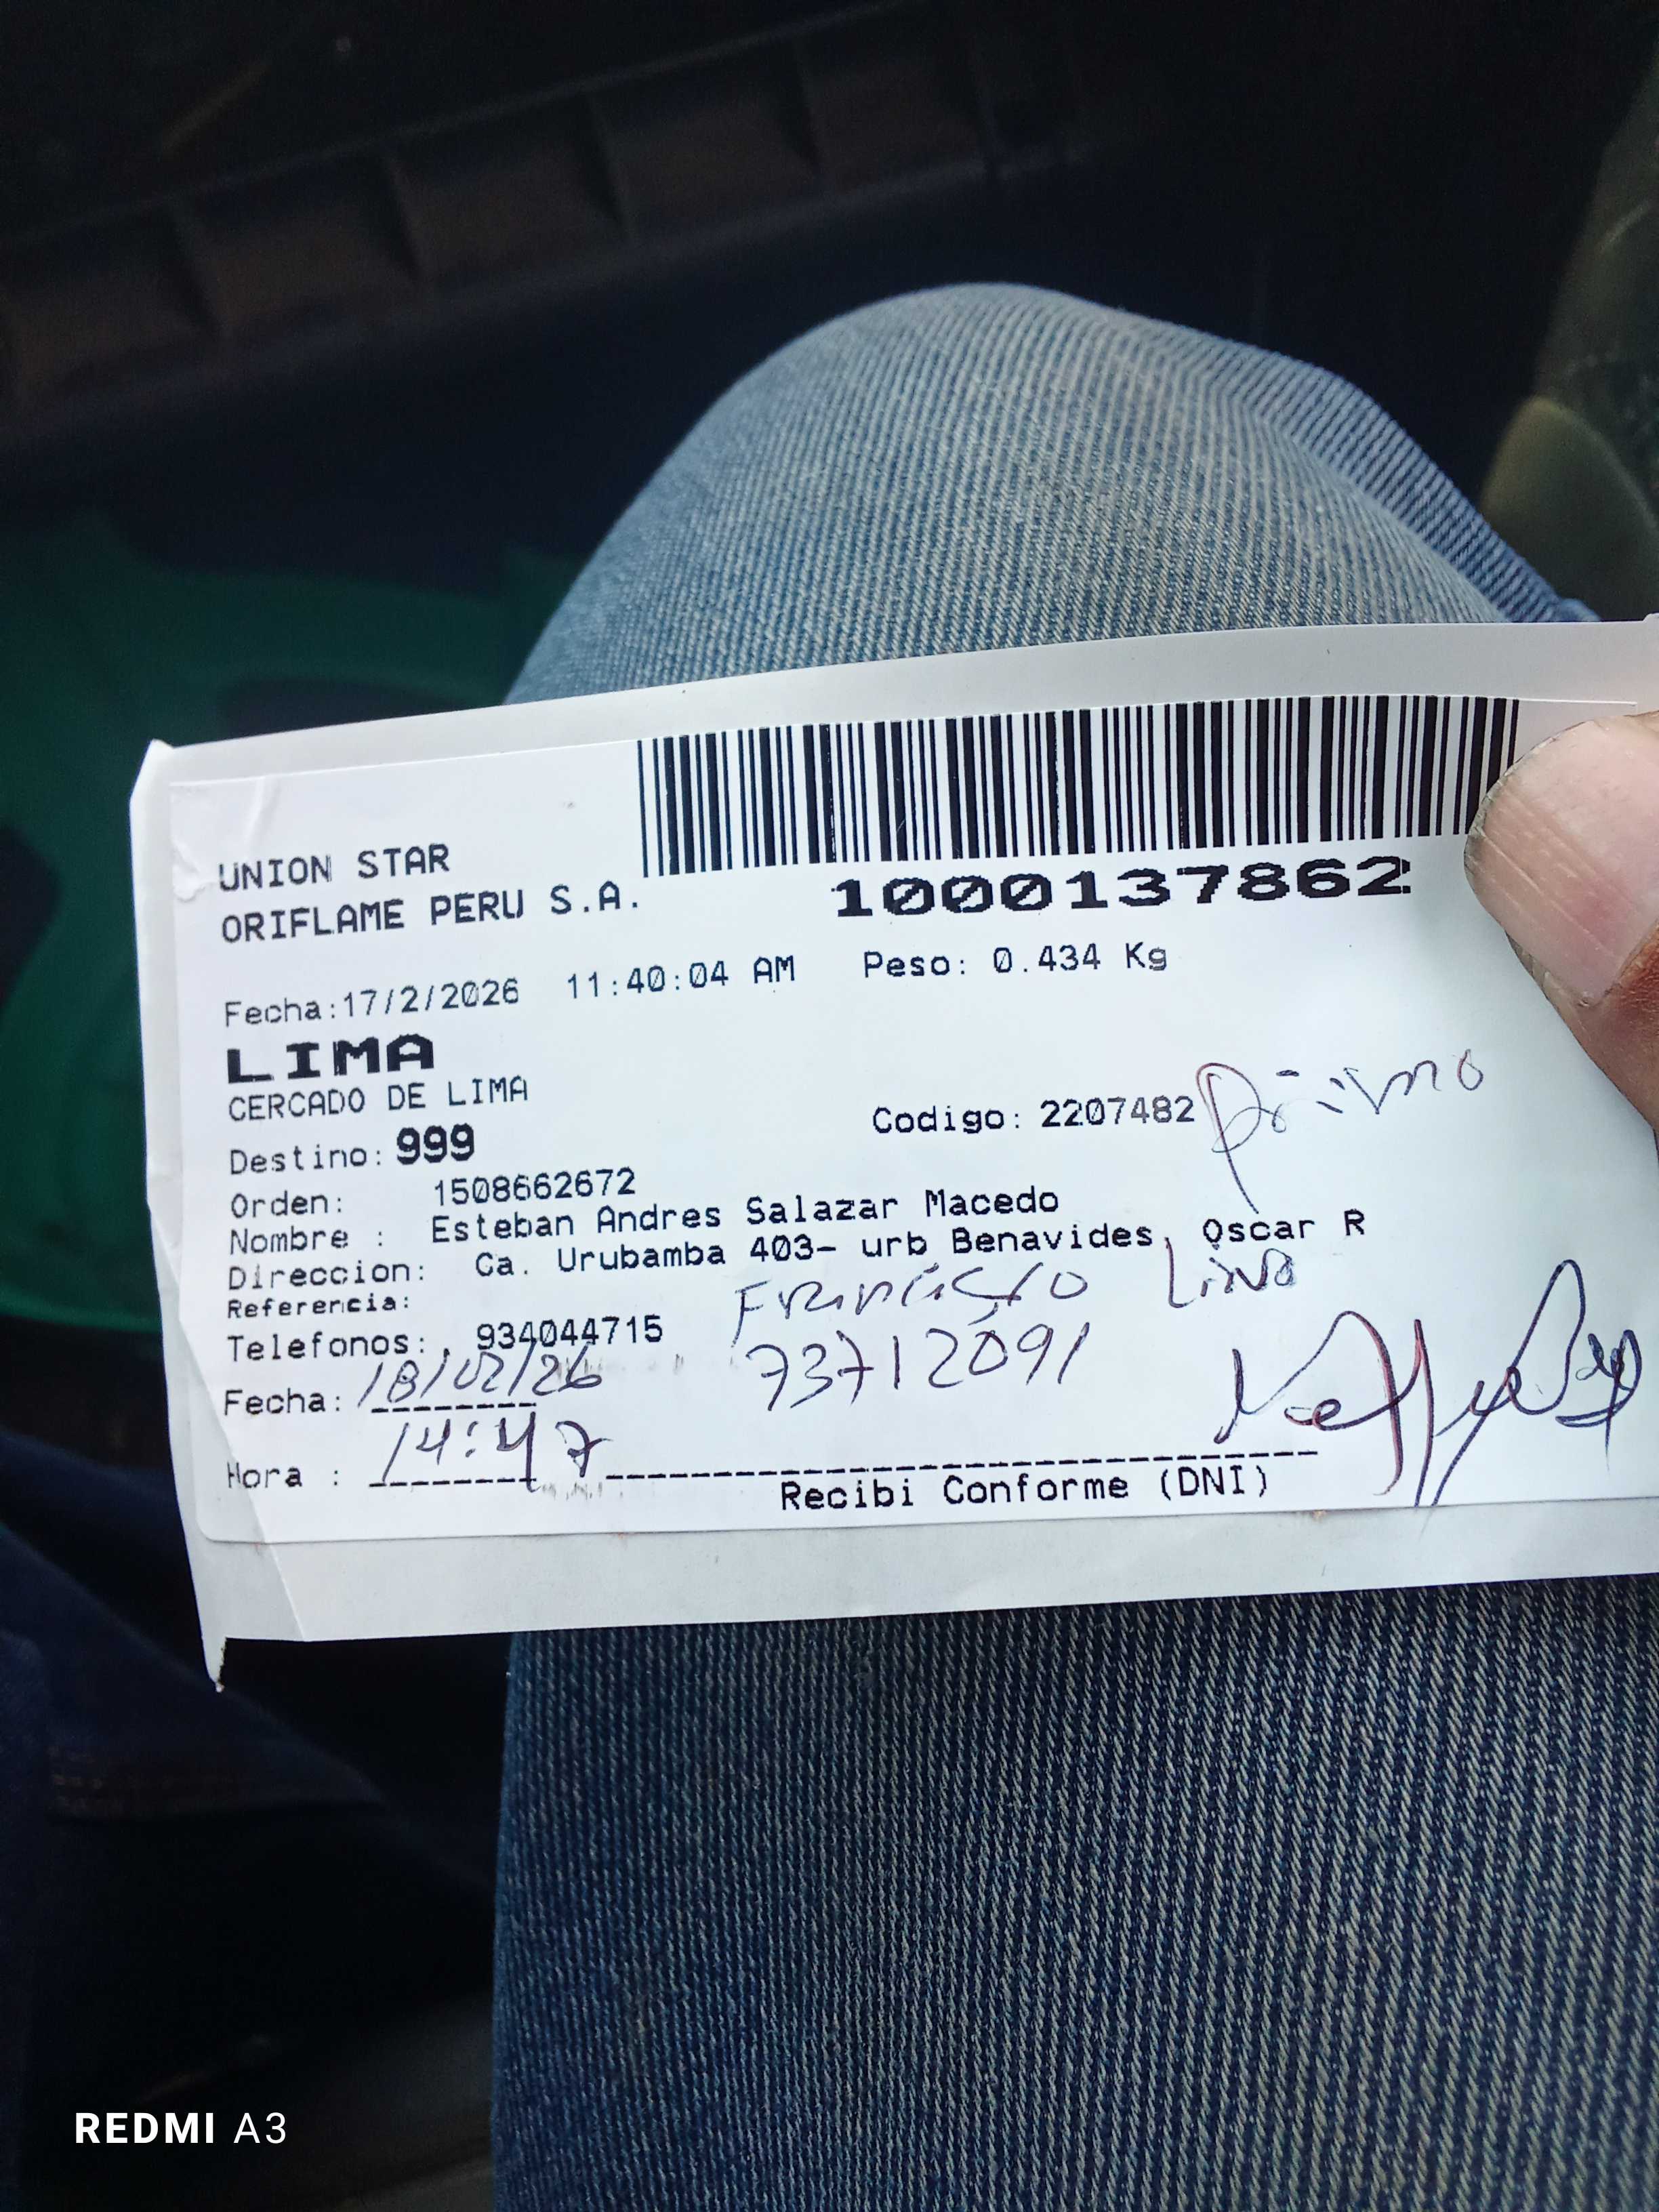 UNION STAR
ORIFLAME PERU S.A.
1000137862
Fecha:17/2/2026 11:40:04 AM Peso: 0.434 Kg
LIMA
CERCADO DE LIMA
Destino: 999
Codigo: 2207482 primo
Orden: 1508662672
Nombre : Esteban Andres Salazar Macedo
Direccion: Ca. Urubamba 403- urb Benavides, Oscar R
Referencia: Francisco
Telefonos: , 934044715
73712091
Fecha: 18/02/26
Hora : 14:47
Recibi Conforme (DNI)
REDMI A3